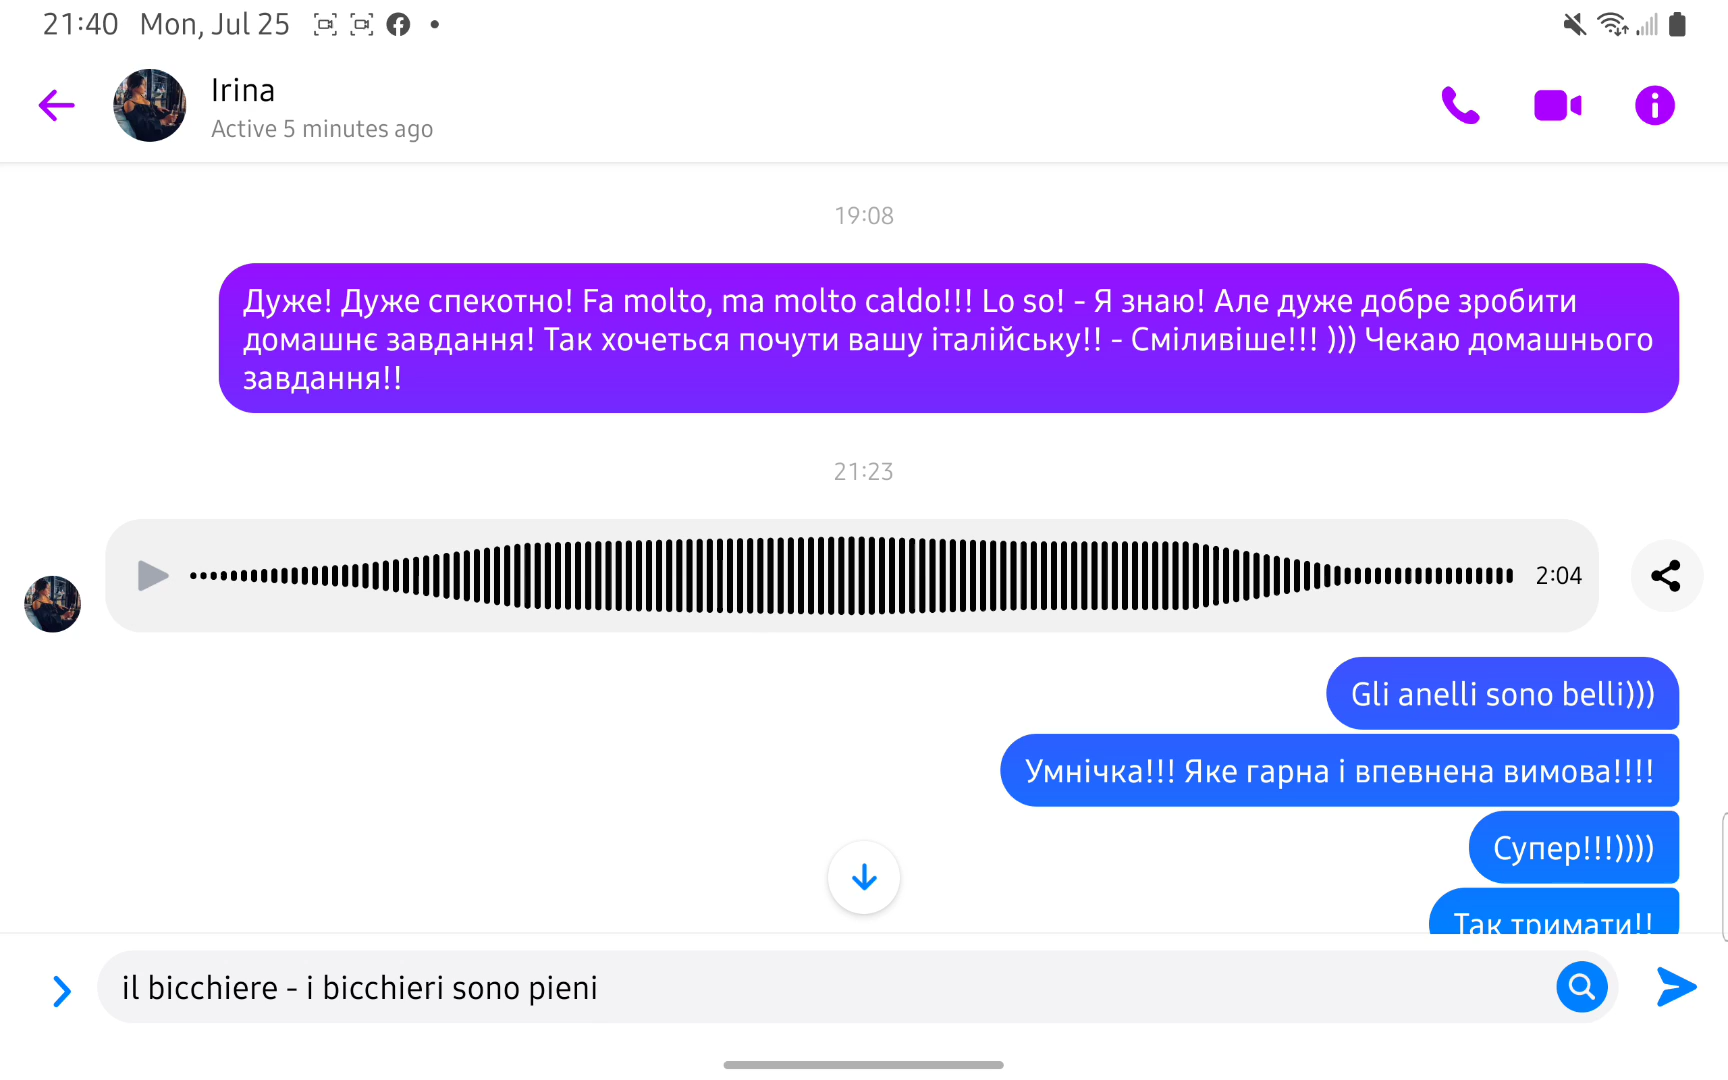 21:40 Mon, Jul 25
Irina
Active 5 minutes ago
19:08
Дуже! Дуже спекотно! Fa molto, ma molto caldo!!! Lo so! - Я знаю! Але дуже добре зробити
домашнє завдання! Так хочеться почути вашу італійську!! - Сміливіше!!! ))) Чекаю домашнього
завдання!!
21:23
2:04
Gli anelli sono belli)))
Умнічка!!! Яке гарна і впевнена вимова!!!!
Супер!!!))))
Так тримати!!
il bicchiere - i bicchieri sono pieni